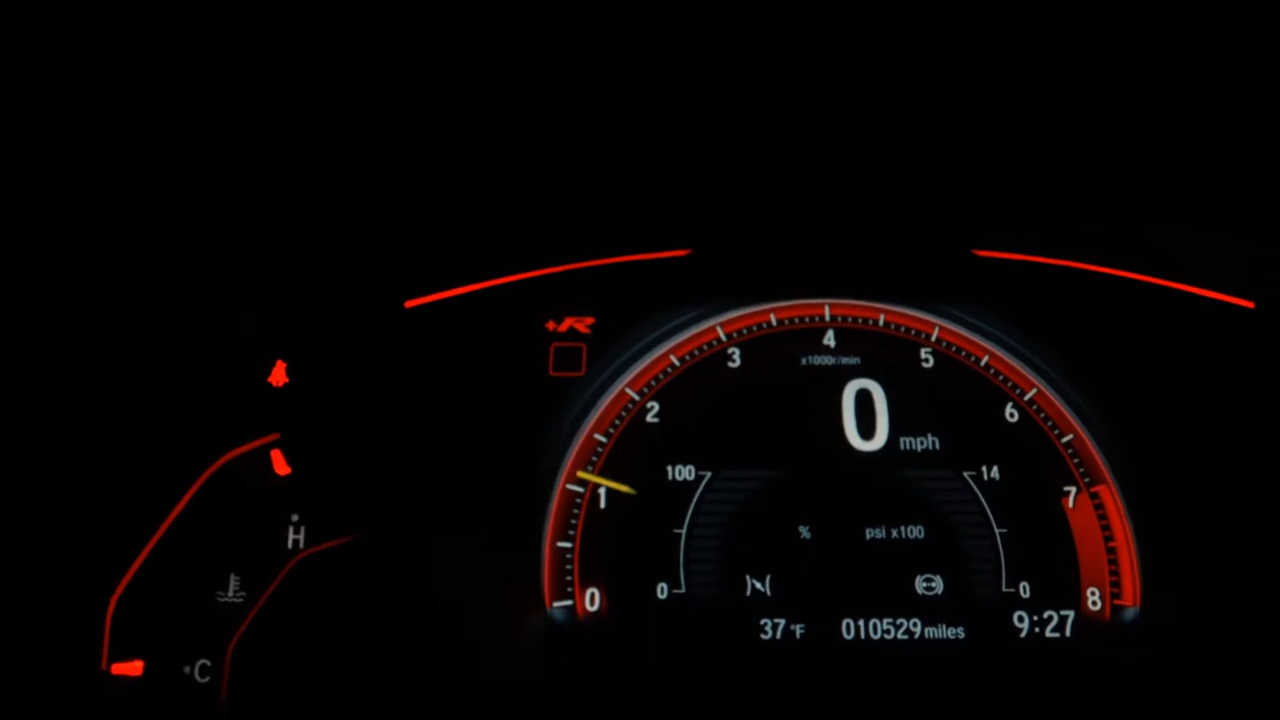 +R
4
3 5
x1000r/min
2 6
0 mph
100 14
1 7
% psi x100
H
0 0
0 8
37 °F 010529 miles 9:27
C